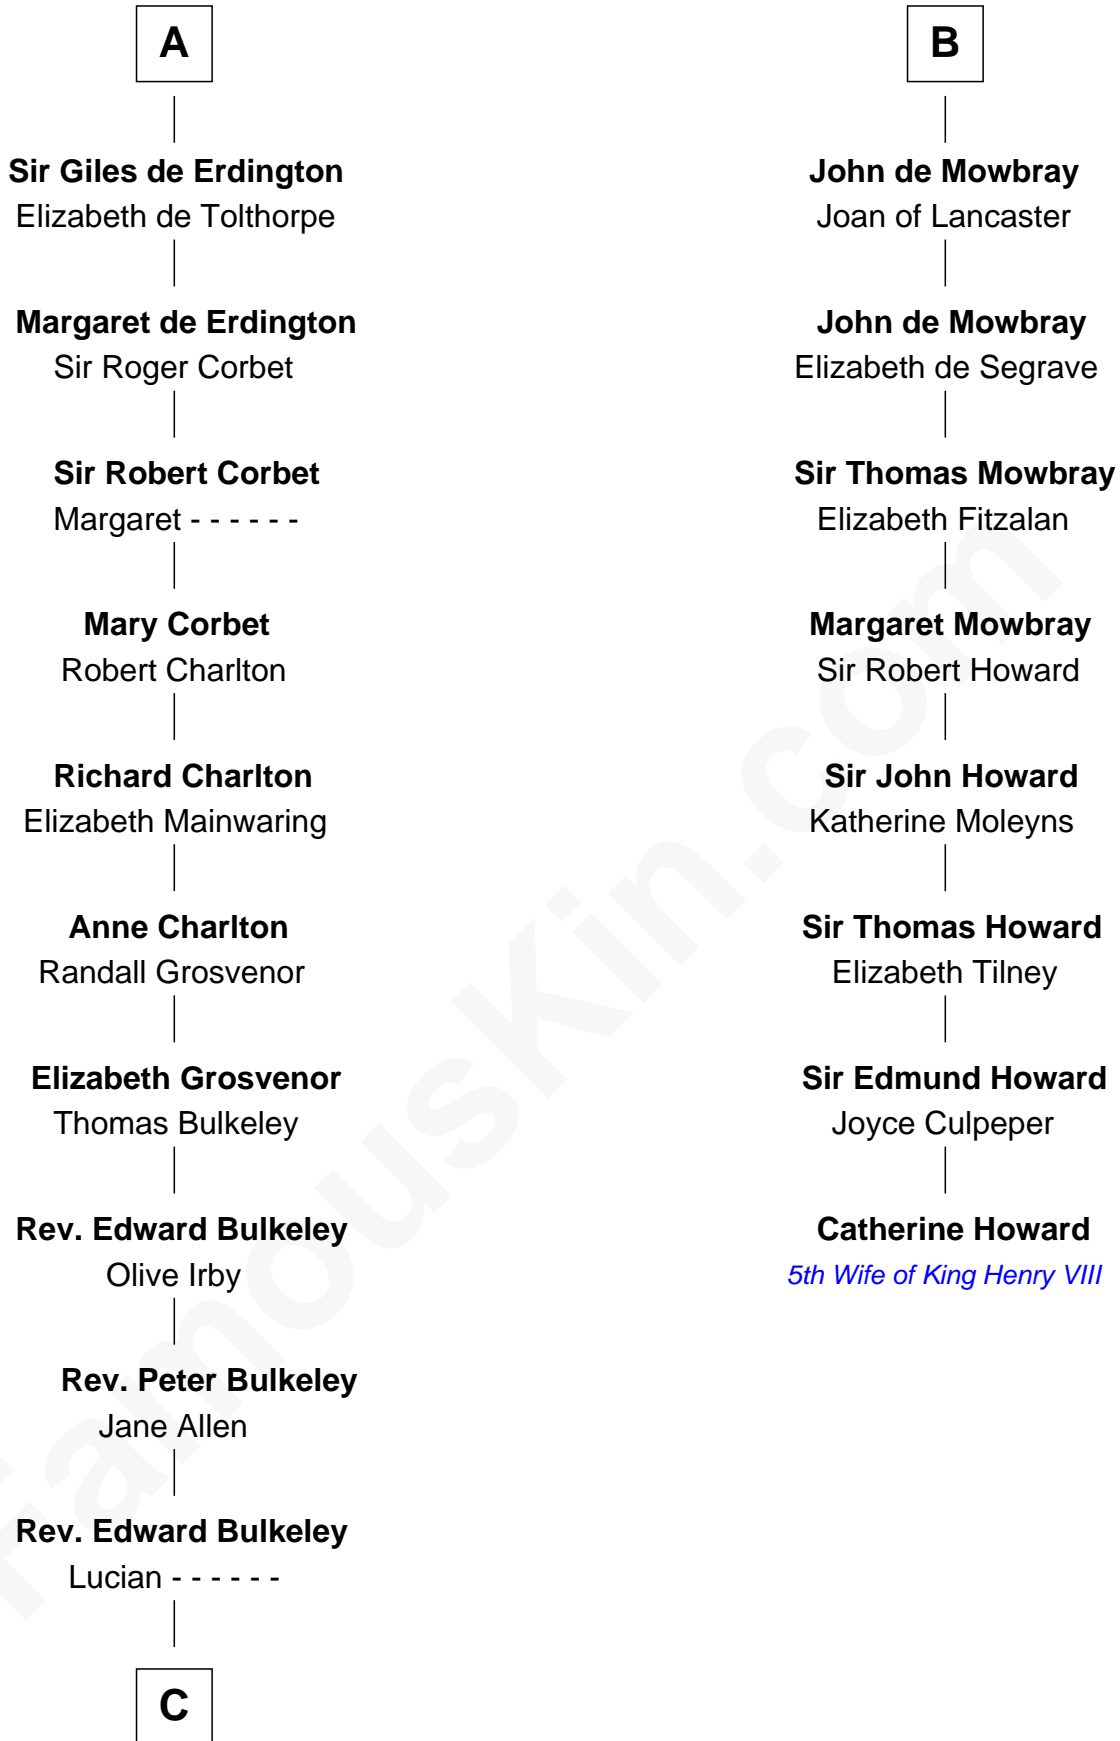 A
Sir Giles de Erdington
Elizabeth de Tolthorpe
Margaret de Erdington
Sir Roger Corbet
Sir Robert Corbet
Margaret - - - - - -
Mary Corbet
Robert Charlton
Richard Charlton
Elizabeth Mainwaring
Anne Charlton
Randall Grosvenor
Elizabeth Grosvenor
Thomas Bulkeley
Rev. Edward Bulkeley
Olive Irby
Rev. Peter Bulkeley
Jane Allen
Rev. Edward Bulkeley
Lucian - - - - - -
C
B
John de Mowbray
Joan of Lancaster
John de Mowbray
Elizabeth de Segrave
Sir Thomas Mowbray
Elizabeth Fitzalan
Margaret Mowbray
Sir Robert Howard
Sir John Howard
Katherine Moleyns
Sir Thomas Howard
Elizabeth Tilney
Sir Edmund Howard
Joyce Culpeper
Catherine Howard
5th Wife of King Henry VIII
FamousKin.com